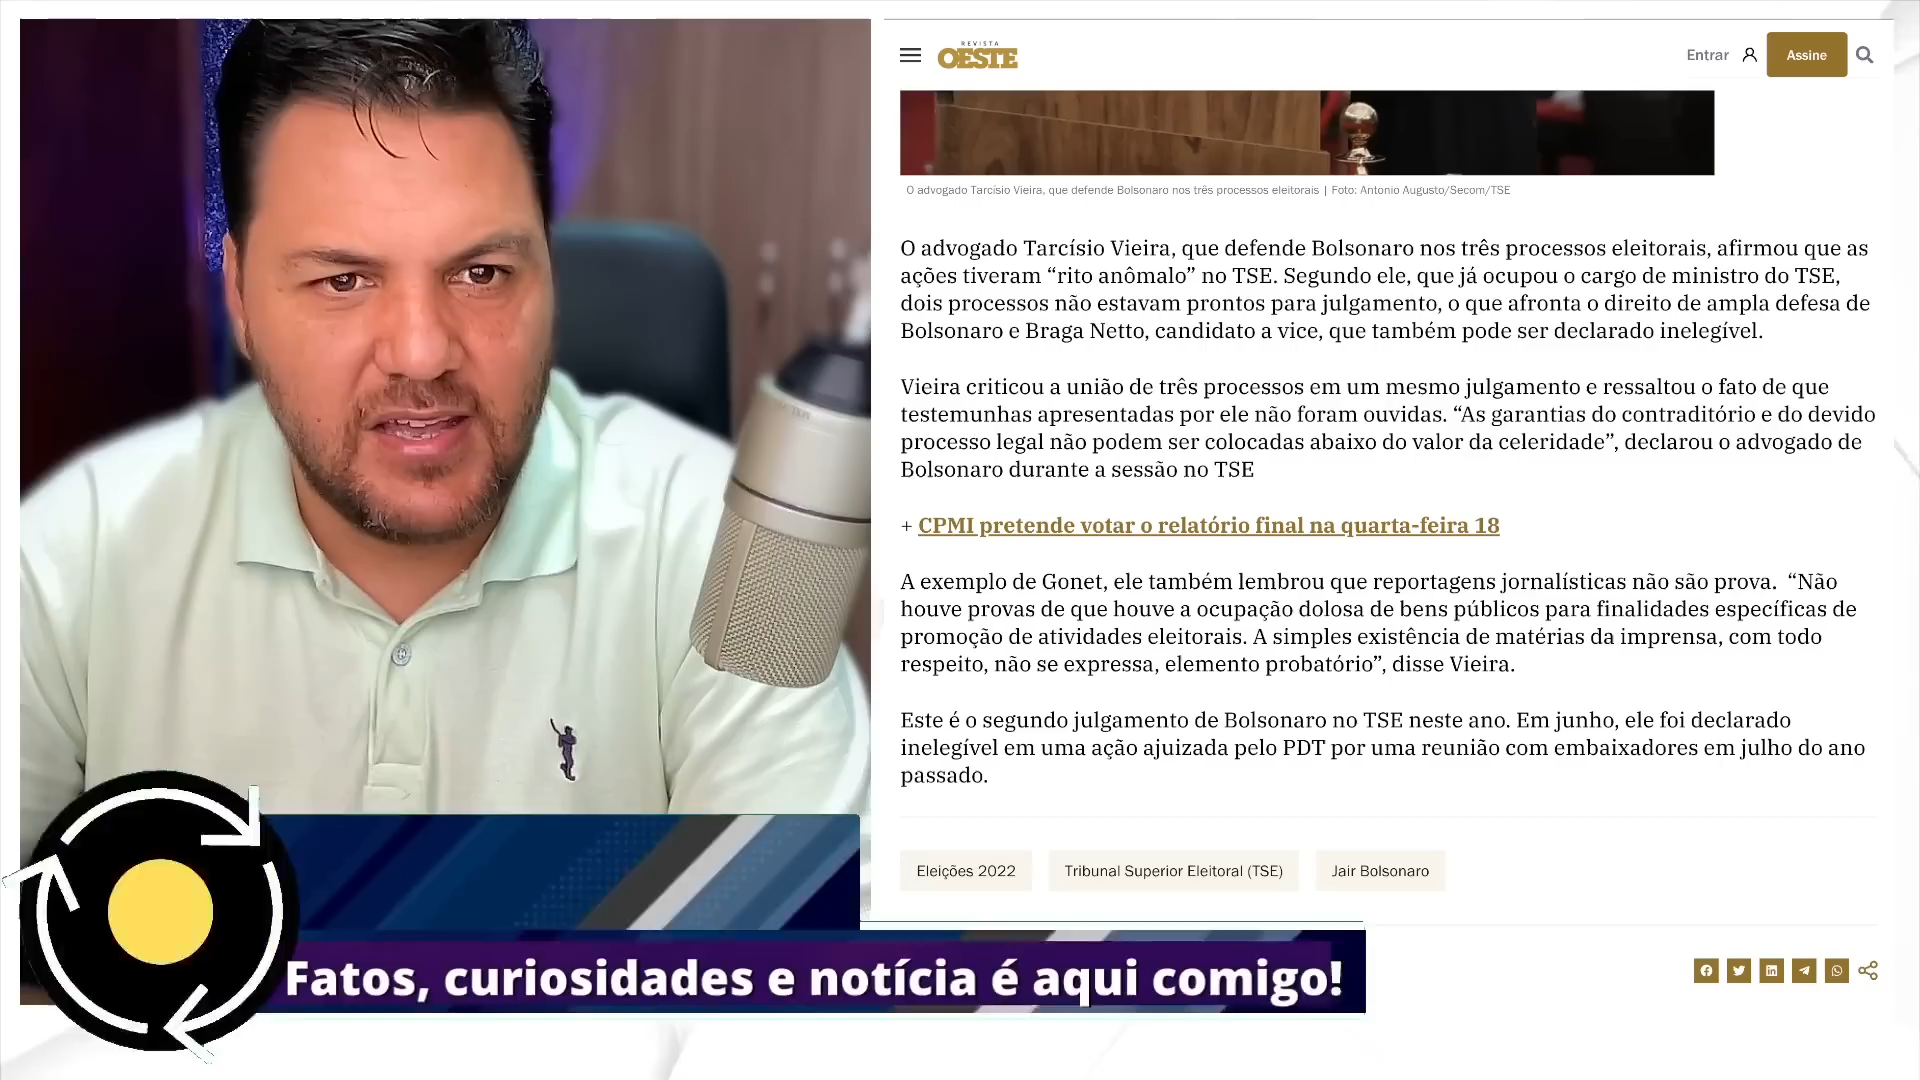 REVISTA
OESTE
Entrar
Assine
O advogado Tarcísio Vieira, que defende Bolsonaro nos três processos eleitorais | Foto: Antonio Augusto/Secom/TSE
O advogado Tarcísio Vieira, que defende Bolsonaro nos três processos eleitorais, afirmou que as
ações tiveram “rito anômalo” no TSE. Segundo ele, que já ocupou o cargo de ministro do TSE,
dois processos não estavam prontos para julgamento, o que afronta o direito de ampla defesa de
Bolsonaro e Braga Netto, candidato a vice, que também pode ser declarado inelegível.
Vieira criticou a união de três processos em um mesmo julgamento e ressaltou o fato de que
testemunhas apresentadas por ele não foram ouvidas. “As garantias do contraditório e do devido
processo legal não podem ser colocadas abaixo do valor da celeridade”, declarou o advogado de
Bolsonaro durante a sessão no TSE
+ CPMI pretende votar o relatório final na quarta-feira 18
A exemplo de Gonet, ele também lembrou que reportagens jornalísticas não são prova.  “Não
houve provas de que houve a ocupação dolosa de bens públicos para finalidades específicas de
promoção de atividades eleitorais. A simples existência de matérias da imprensa, com todo
respeito, não se expressa, elemento probatório”, disse Vieira.
Este é o segundo julgamento de Bolsonaro no TSE neste ano. Em junho, ele foi declarado
inelegível em uma ação ajuizada pelo PDT por uma reunião com embaixadores em julho do ano
passado.
Eleições 2022
Tribunal Superior Eleitoral (TSE)
Jair Bolsonaro
Fatos, curiosidades e notícia é aqui comigo!